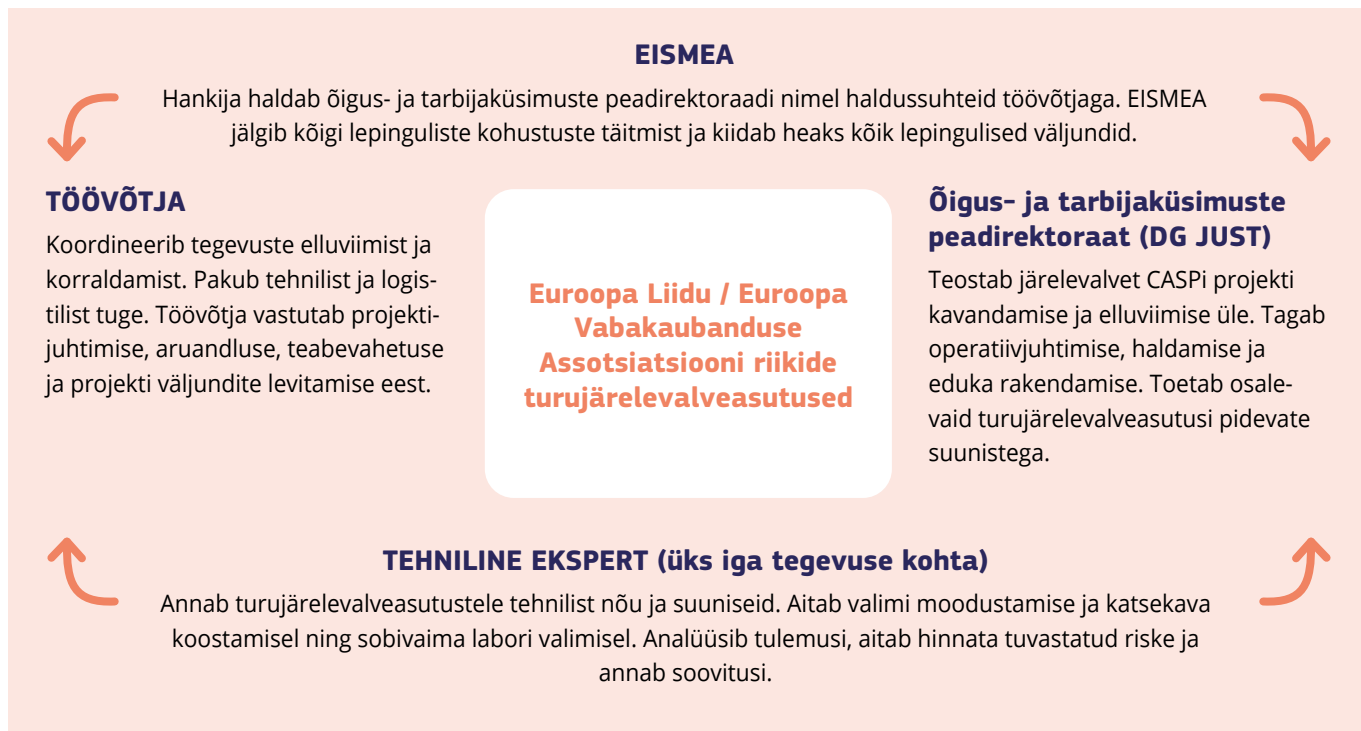 EISMEA
Hankija haldab õigus- ja tarbijaküsimuste peadirektoraadi nimel haldussuhteid töövõtjaga. EISMEA
jälgib kõigi lepinguliste kohustuste täitmist ja kiidab heaks kõik lepingulised väljundid.
TÖÖVÕTJA
Koordineerib tegevuste elluviimist ja
korraldamist. Pakub tehnilist ja logis-
tilist tuge. Töövõtja vastutab projekti-
juhtimise, aruandluse, teabevahetuse
ja projekti väljundite levitamise eest.
Euroopa Liidu / Euroopa
Vabakaubanduse
Assotsiatsiooni riikide
turujärelevalveasutused
Õigus- ja tarbijaküsimuste
peadirektoraat (DG JUST)
Teostab järelevalvet CASPi projekti
kavandamise ja elluviimise üle. Tagab
operatiivjuhtimise, haldamise ja
eduka rakendamise. Toetab osale-
vaid turujärelevalveasutusi pidevate
suunistega.
TEHNILINE EKSPERT (üks iga tegevuse kohta)
Annab turujärelevalveasutustele tehnilist nõu ja suuniseid. Aitab valimi moodustamise ja katsekava
koostamisel ning sobivaima labori valimisel. Analüüsib tulemusi, aitab hinnata tuvastatud riske ja
annab soovitusi.